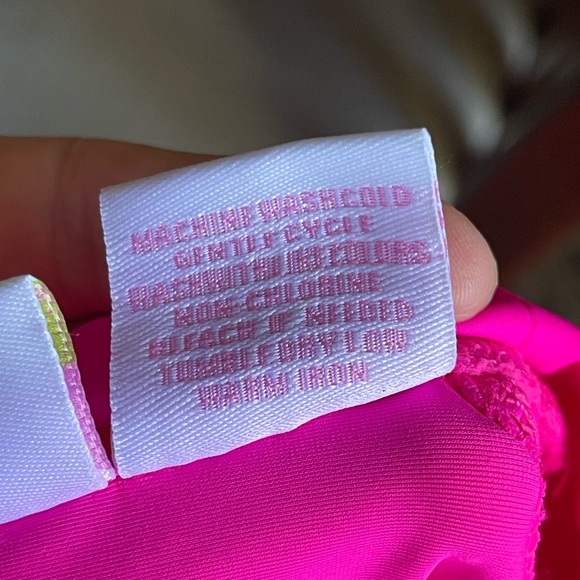 MACHINE WASH COLD
GENTLE CYCLE
WASH WITH LIKE COLORS
NON-CHLORINE
BLEACH IF NEEDED
TUMBLE DRY LOW
WARM IRON